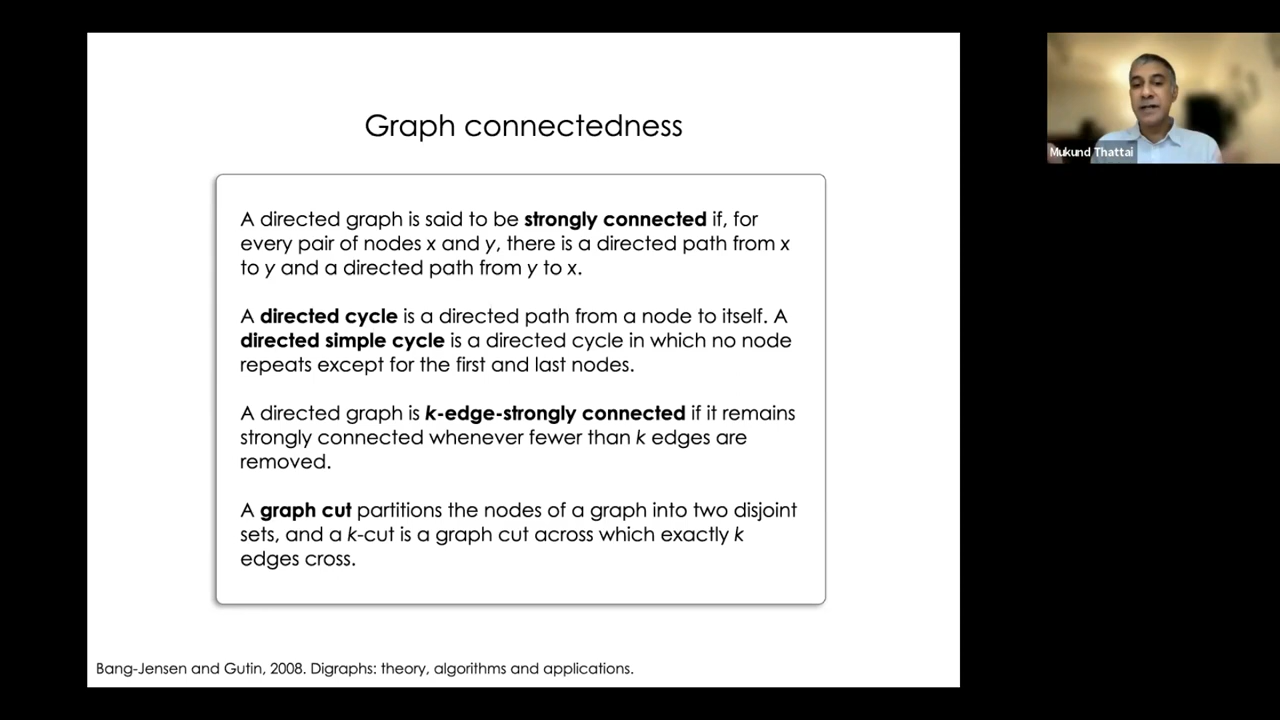 Graph connectedness
A directed graph is said to be strongly connected if, for
every pair of nodes x and y, there is a directed path from x
to y and a directed path from y to x.
A directed cycle is a directed path from a node to itself. A
directed simple cycle is a directed cycle in which no node
repeats except for the first and last nodes.
A directed graph is k-edge-strongly connected if it remains
strongly connected whenever fewer than k edges are
removed.
A graph cut partitions the nodes of a graph into two disjoint
sets, and a k-cut is a graph cut across which exactly k
edges cross.
Bang-Jensen and Gutin, 2008. Digraphs: theory, algorithms and applications.
Mukund Thattai